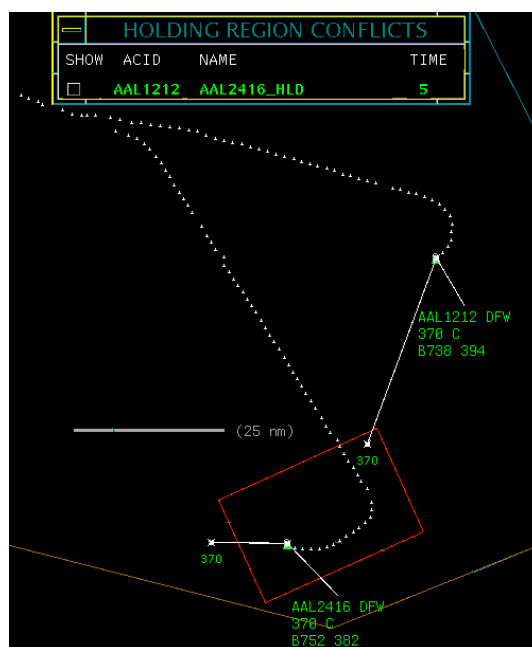 HOLDING REGION CONFLICTS
SHOW ACID NAME TIME
AAL1212 AAL2416_HLD 5
AAL1212 DFW
370 C
B738 394
(25 nm)
370
370
AAL2416 DFW
370 C
B752 382